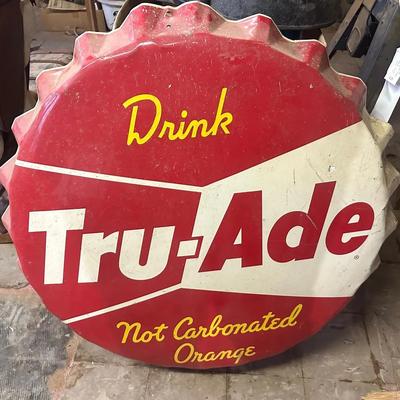 Drink
Tru-Ade
®
Not Carbonated
Orange